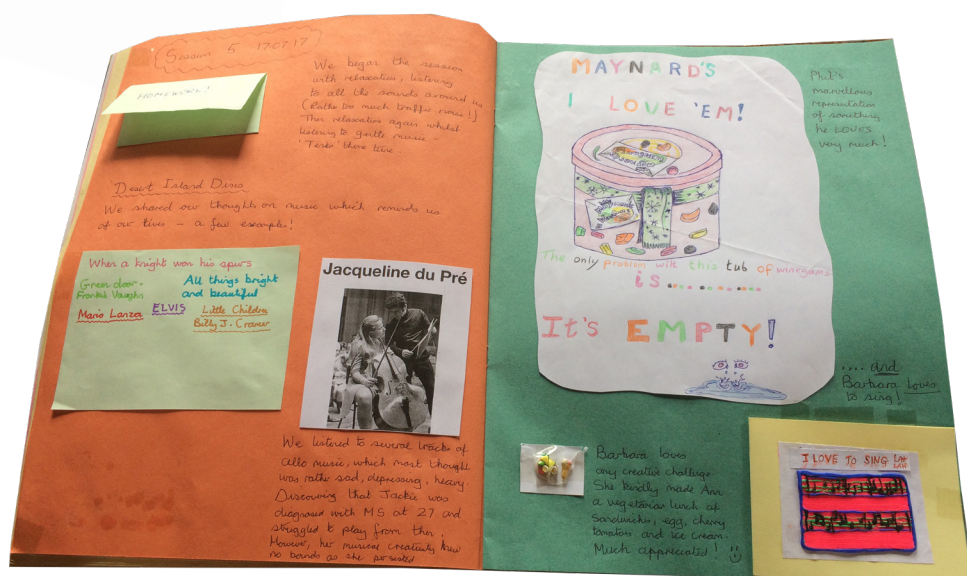 Session 5 17.07.17
HOMEWORK!
We began the session
with relaxation, listening
to all the sounds around us
(Rather too much traffic noise!)
Then relaxation again whilst
listening to gentle music
there time.
Desert Island Discs
We shared our thoughts on music which reminds us
of our lives – a few examples!
When a knight won his spurs
Green door -
Frankie Vaughn
All things bright
and beautiful
Mario Lanza
ELVIS
Little Children
Billy J. Cramer
Jacqueline du Pré
We listened to several tracks of
cello music, which most thought
was rather sad, depressing, heavy.
Discovering that Jackie was
diagnosed with MS at 27 and
struggled to play from then.
However, her musical creativity knew
no bounds as she persisted
MAYNARD'S
I LOVE 'EM!
The only problem with this tub of winegums
is ........
It's EMPTY!
Phil's
marvellous
representation
of something
he LOVES
very much!
.... and
Barbara Loves
to sing!
Barbara loves
any creative challenge
She kindly made Ann
a vegetarian lunch of
Sandwiches, egg, cherry
tomatoes and ice cream.
Much appreciated!
I LOVE TO SING LAH
LAH